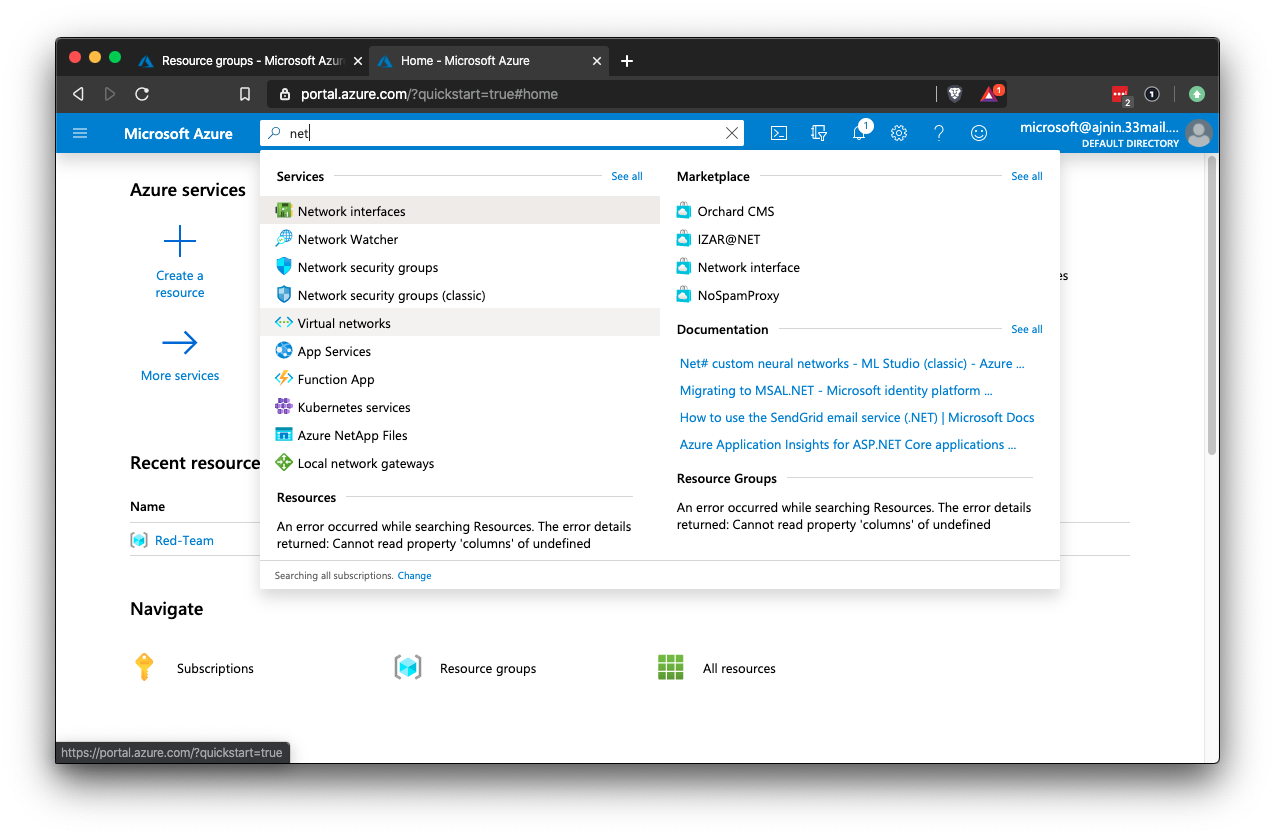 Resource groups - Microsoft Azur
Home - Microsoft Azure
portal.azure.com/?quickstart=true#home
1
2
1
Microsoft Azure
net
1
microsoft@ajnin.33mail....
DEFAULT DIRECTORY
Azure services
Create a
resource
More services
Services
See all
Network interfaces
Network Watcher
Network security groups
Network security groups (classic)
Virtual networks
App Services
Function App
Kubernetes services
Azure NetApp Files
Local network gateways
Resources
An error occurred while searching Resources. The error details
returned: Cannot read property 'columns' of undefined
Searching all subscriptions. Change
Marketplace
See all
Orchard CMS
IZAR@NET
Network interface
NoSpamProxy
Documentation
See all
Net# custom neural networks - ML Studio (classic) - Azure ...
Migrating to MSAL.NET - Microsoft identity platform ...
How to use the SendGrid email service (.NET) | Microsoft Docs
Azure Application Insights for ASP.NET Core applications ...
Resource Groups
An error occurred while searching Resources. The error details
returned: Cannot read property 'columns' of undefined
es
Recent resource
Name
Red-Team
Navigate
Subscriptions
Resource groups
All resources
https://portal.azure.com/?quickstart=true